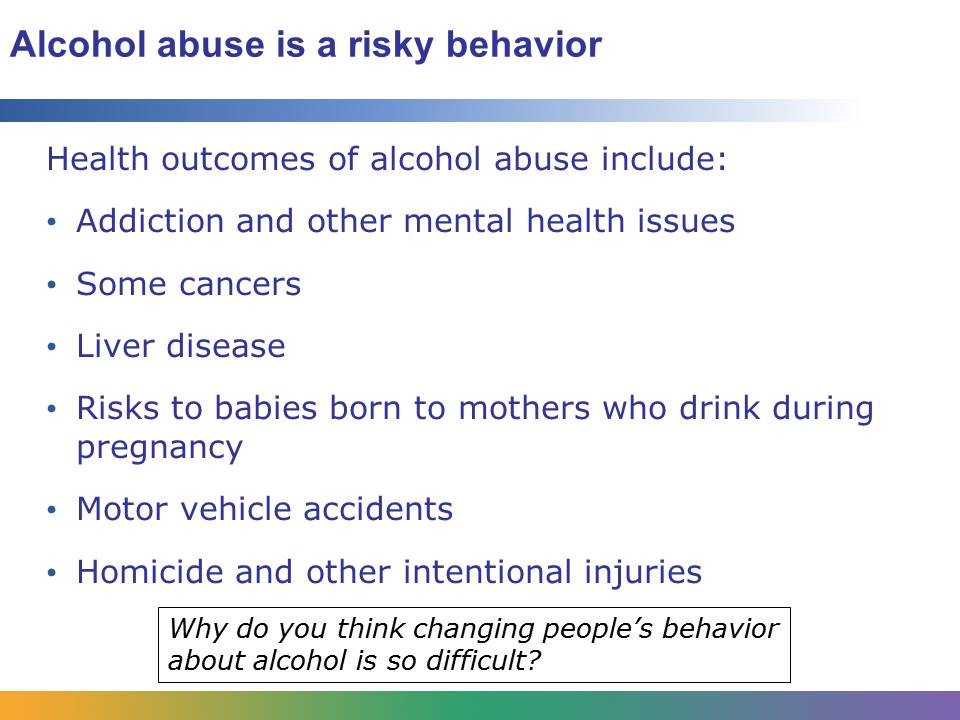 Alcohol abuse is a risky behavior
Health outcomes of alcohol abuse include:
• Addiction and other mental health issues
• Some cancers
• Liver disease
• Risks to babies born to mothers who drink during
pregnancy
• Motor vehicle accidents
• Homicide and other intentional injuries
Why do you think changing people’s behavior
about alcohol is so difficult?